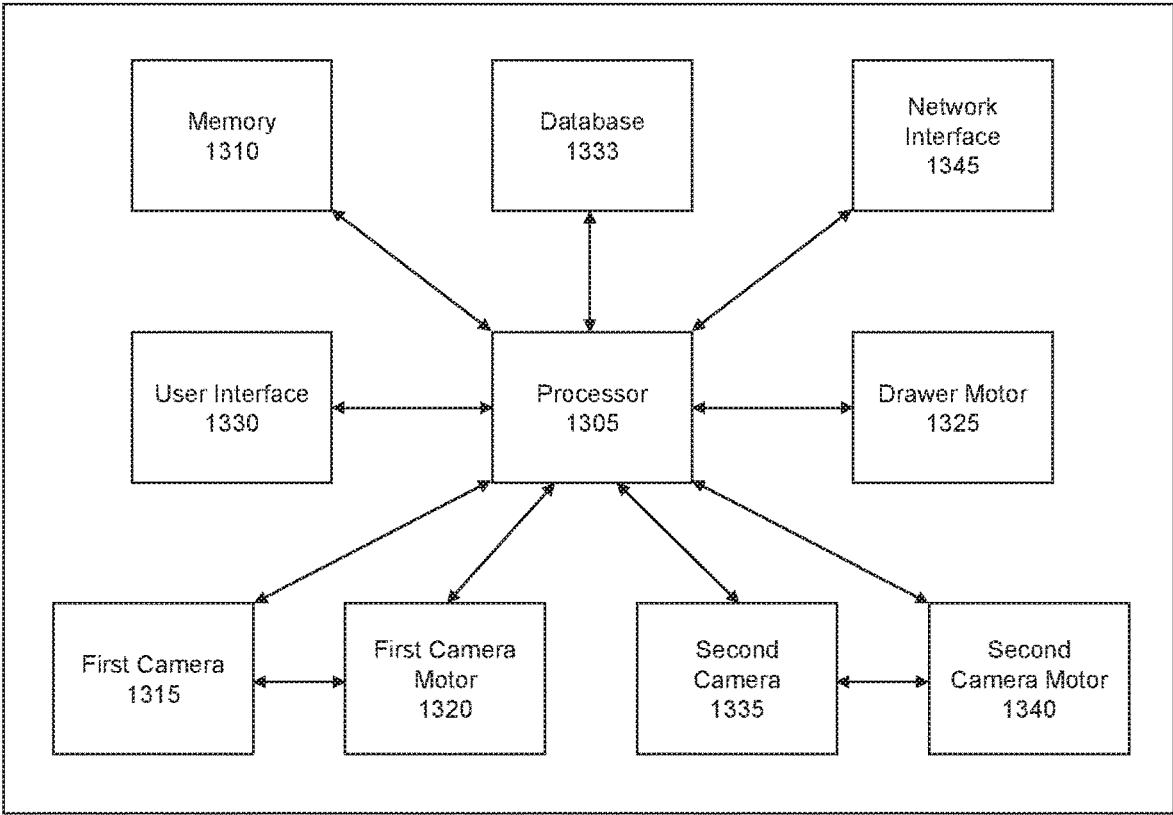 Memory
1310
Database
1333
Network
Interface
1345
User Interface
1330
Processor
1305
Drawer Motor
1325
First Camera
1315
First Camera
Motor
1320
Second
Camera
1335
Second
Camera Motor
1340